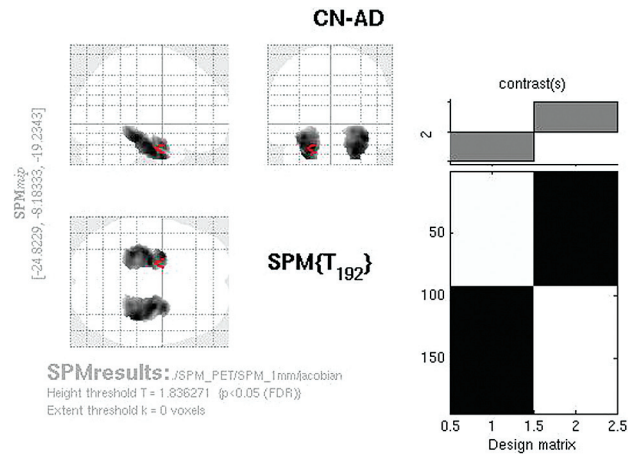 CN-AD
contrast(s)
2
SPMmip
[-24.8229, -8.18333, -19.2343]
<
<
<
SPM{T192}
50
100
150
0.5 1 1.5 2 2.5
Design matrix
SPMresults: ./SPM_PET/SPM_1mm/jacobian
Height threshold T = 1.836271 (p<0.05 (FDR))
Extent threshold k = 0 voxels